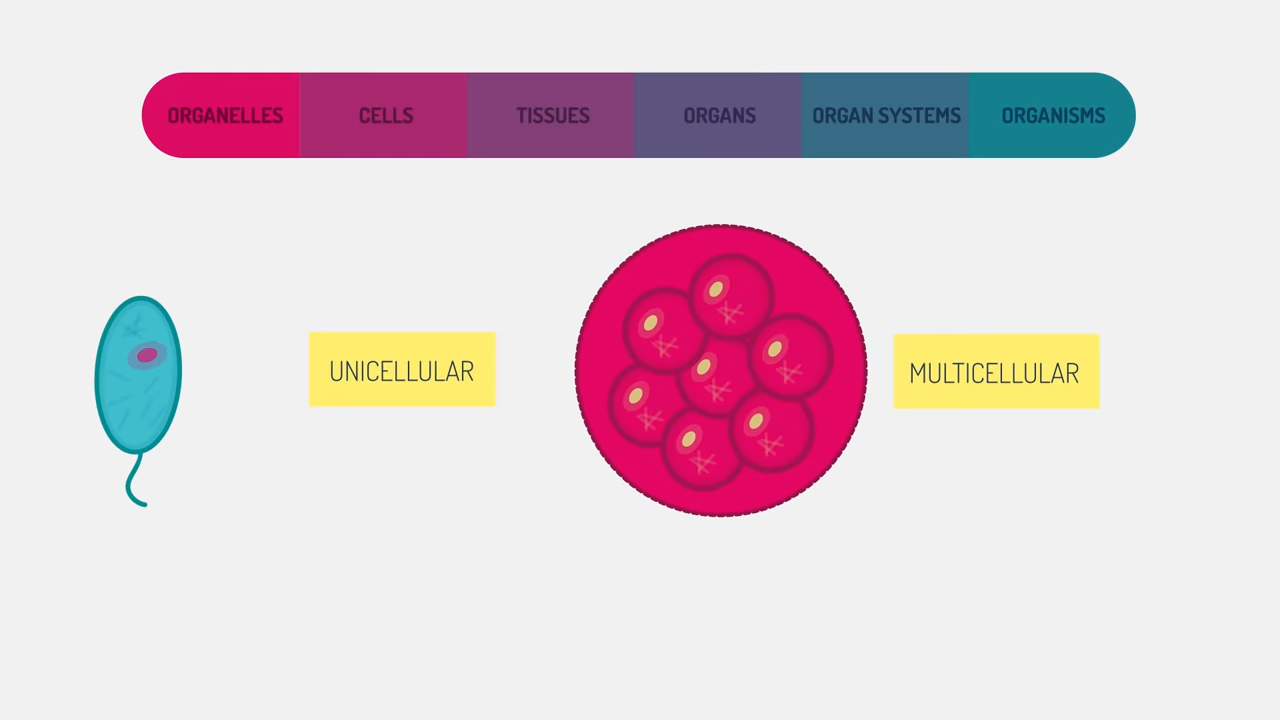 ORGANELLES CELLS TISSUES ORGANS ORGAN SYSTEMS ORGANISMS
UNICELLULAR
MULTICELLULAR